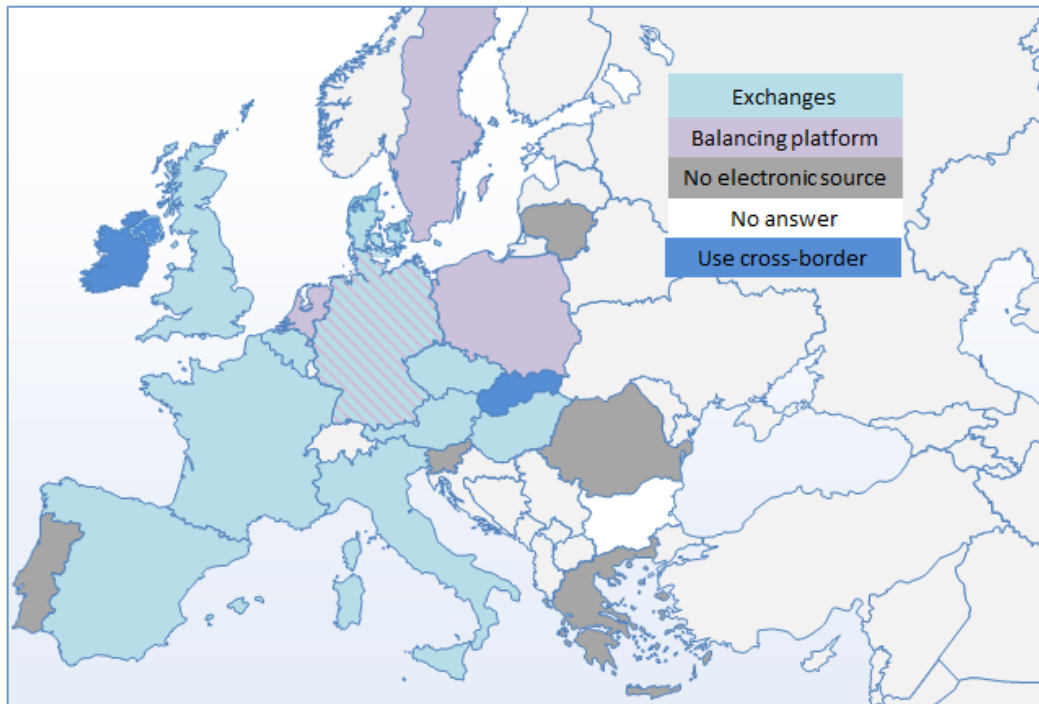 Exchanges
Balancing platform
No electronic source
No answer
Use cross-border